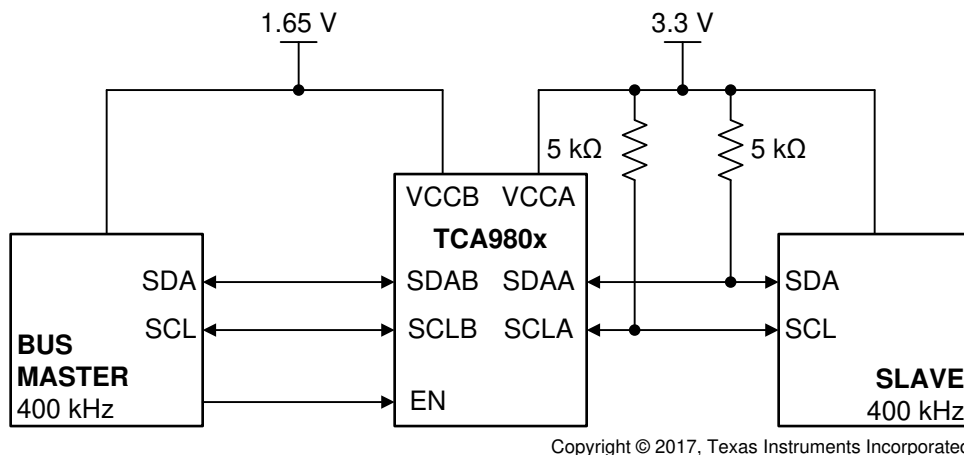 1.65 V
3.3 V
5 kΩ
5 kΩ
VCCB VCCA
TCA980x
SDA
SDAB SDAA
SDA
SCL
SCLB SCLA
SCL
BUS
MASTER
400 kHz
EN
SLAVE
400 kHz
Copyright © 2017, Texas Instruments Incorporated